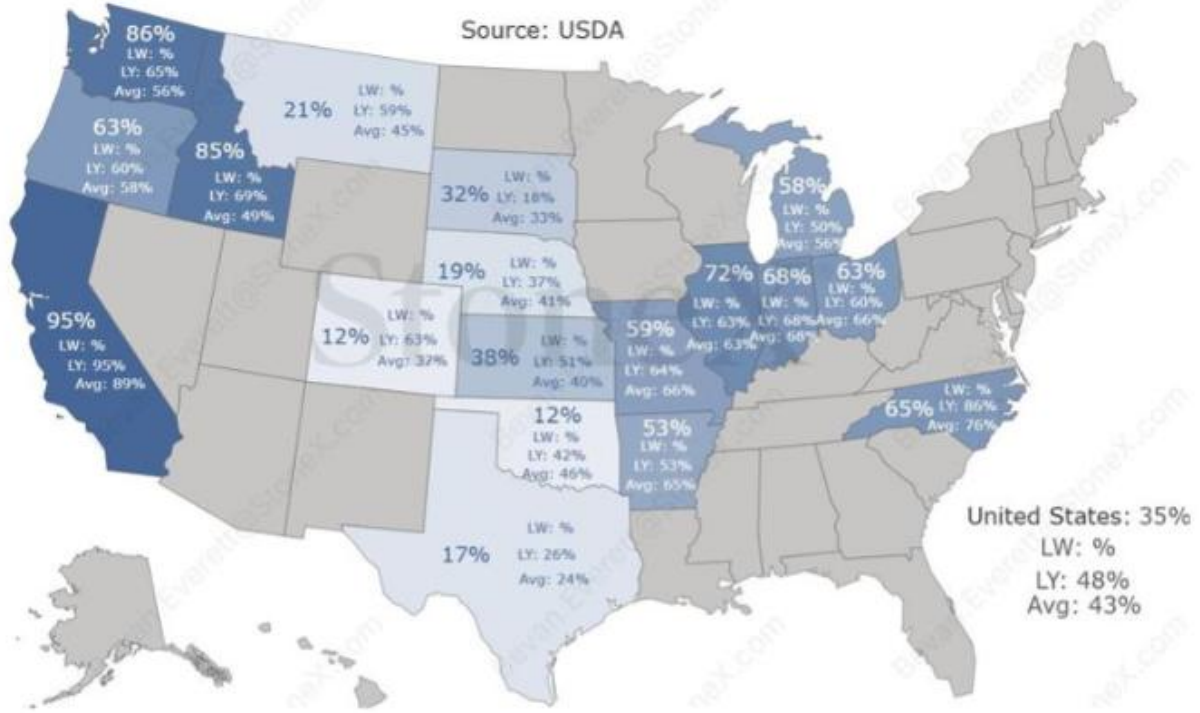 Source: USDA
86%
LW: %
LY: 65%
Avg: 56%
63%
LW: %
LY: 60%
Avg: 58%
85%
LW: %
LY: 69%
Avg: 49%
21%
LW: %
LY: 59%
Avg: 45%
32%
LW: %
LY: 18%
Avg: 33%
19%
LW: %
LY: 37%
Avg: 41%
12%
LW: %
LY: 63%
Avg: 37%
38%
LW: %
LY: 51%
Avg: 40%
95%
LW: %
LY: 95%
Avg: 89%
12%
LW: %
LY: 42%
Avg: 46%
17%
LW: %
LY: 26%
Avg: 24%
59%
LW: %
LY: 64%
Avg: 66%
53%
LW: %
LY: 53%
Avg: 65%
72%
LW: %
LY: 63%
Avg: 63%
68%
LW: %
LY: 68%
Avg: 68%
63%
LW: %
LY: 60%
Avg: 66%
58%
LW: %
LY: 50%
Avg: 56%
65%
LW: %
LY: 86%
Avg: 76%
United States: 35%
LW: %
LY: 48%
Avg: 43%
StoneX